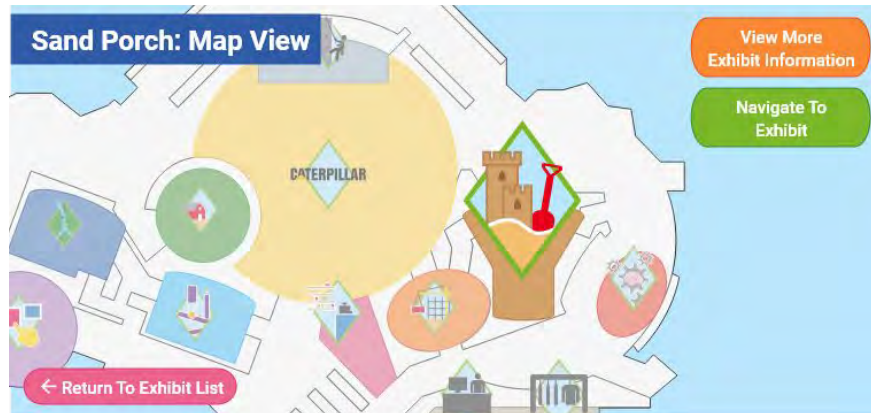 Sand Porch: Map View
View More
Exhibit Information
Navigate To
Exhibit
CATERPILLAR
← Return To Exhibit List